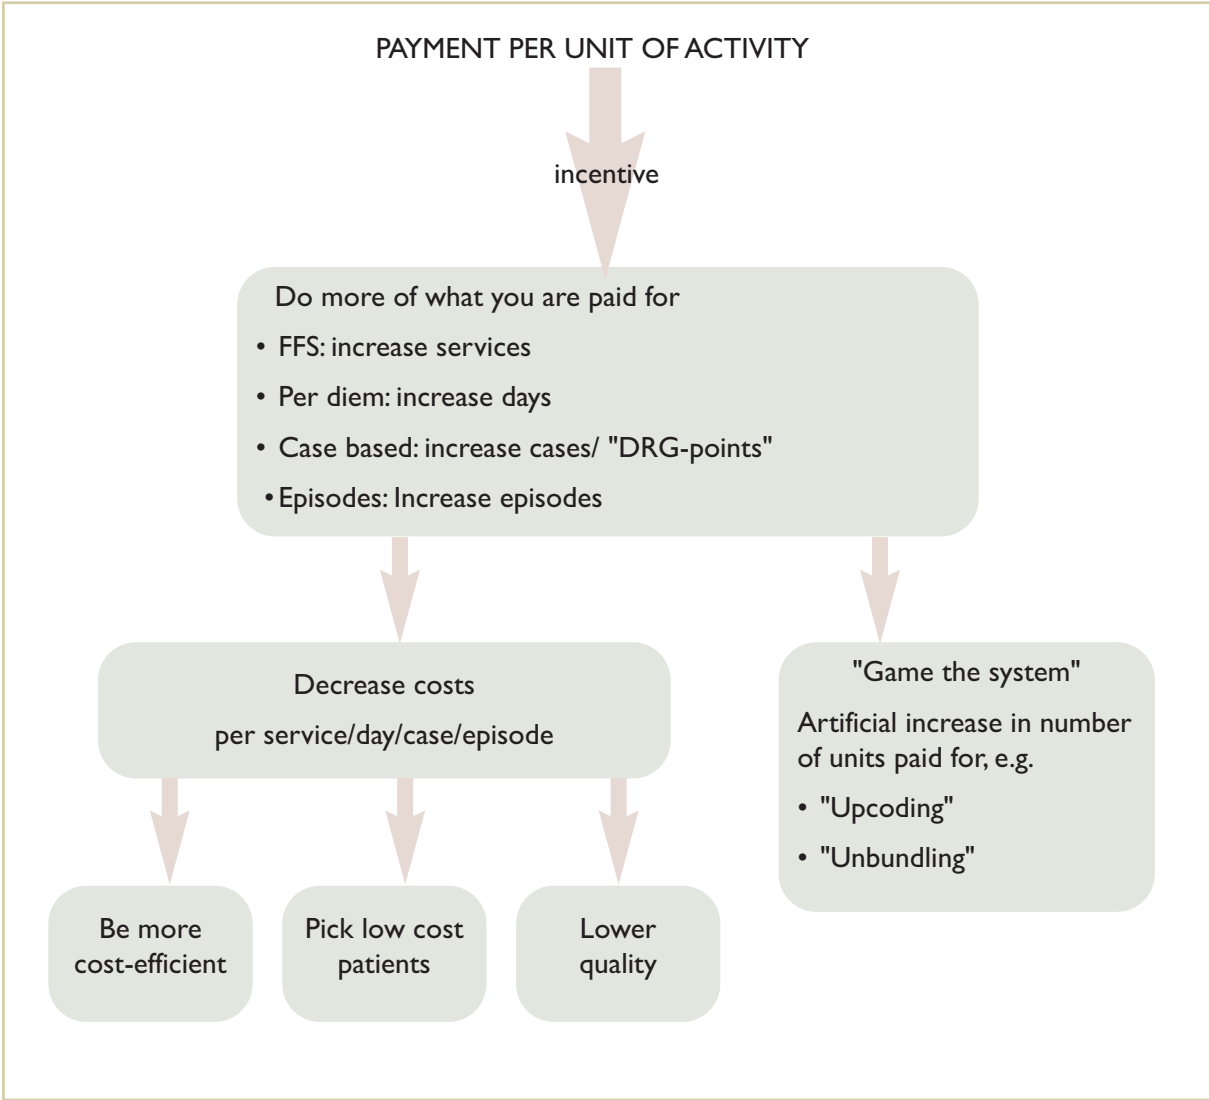 PAYMENT PER UNIT OF ACTIVITY
incentive
Do more of what you are paid for
• FFS: increase services
• Per diem: increase days
• Case based: increase cases/ "DRG-points"
• Episodes: Increase episodes
Decrease costs
per service/day/case/episode
"Game the system"
Artificial increase in number
of units paid for, e.g.
• "Upcoding"
• "Unbundling"
Be more
cost-efficient
Pick low cost
patients
Lower
quality